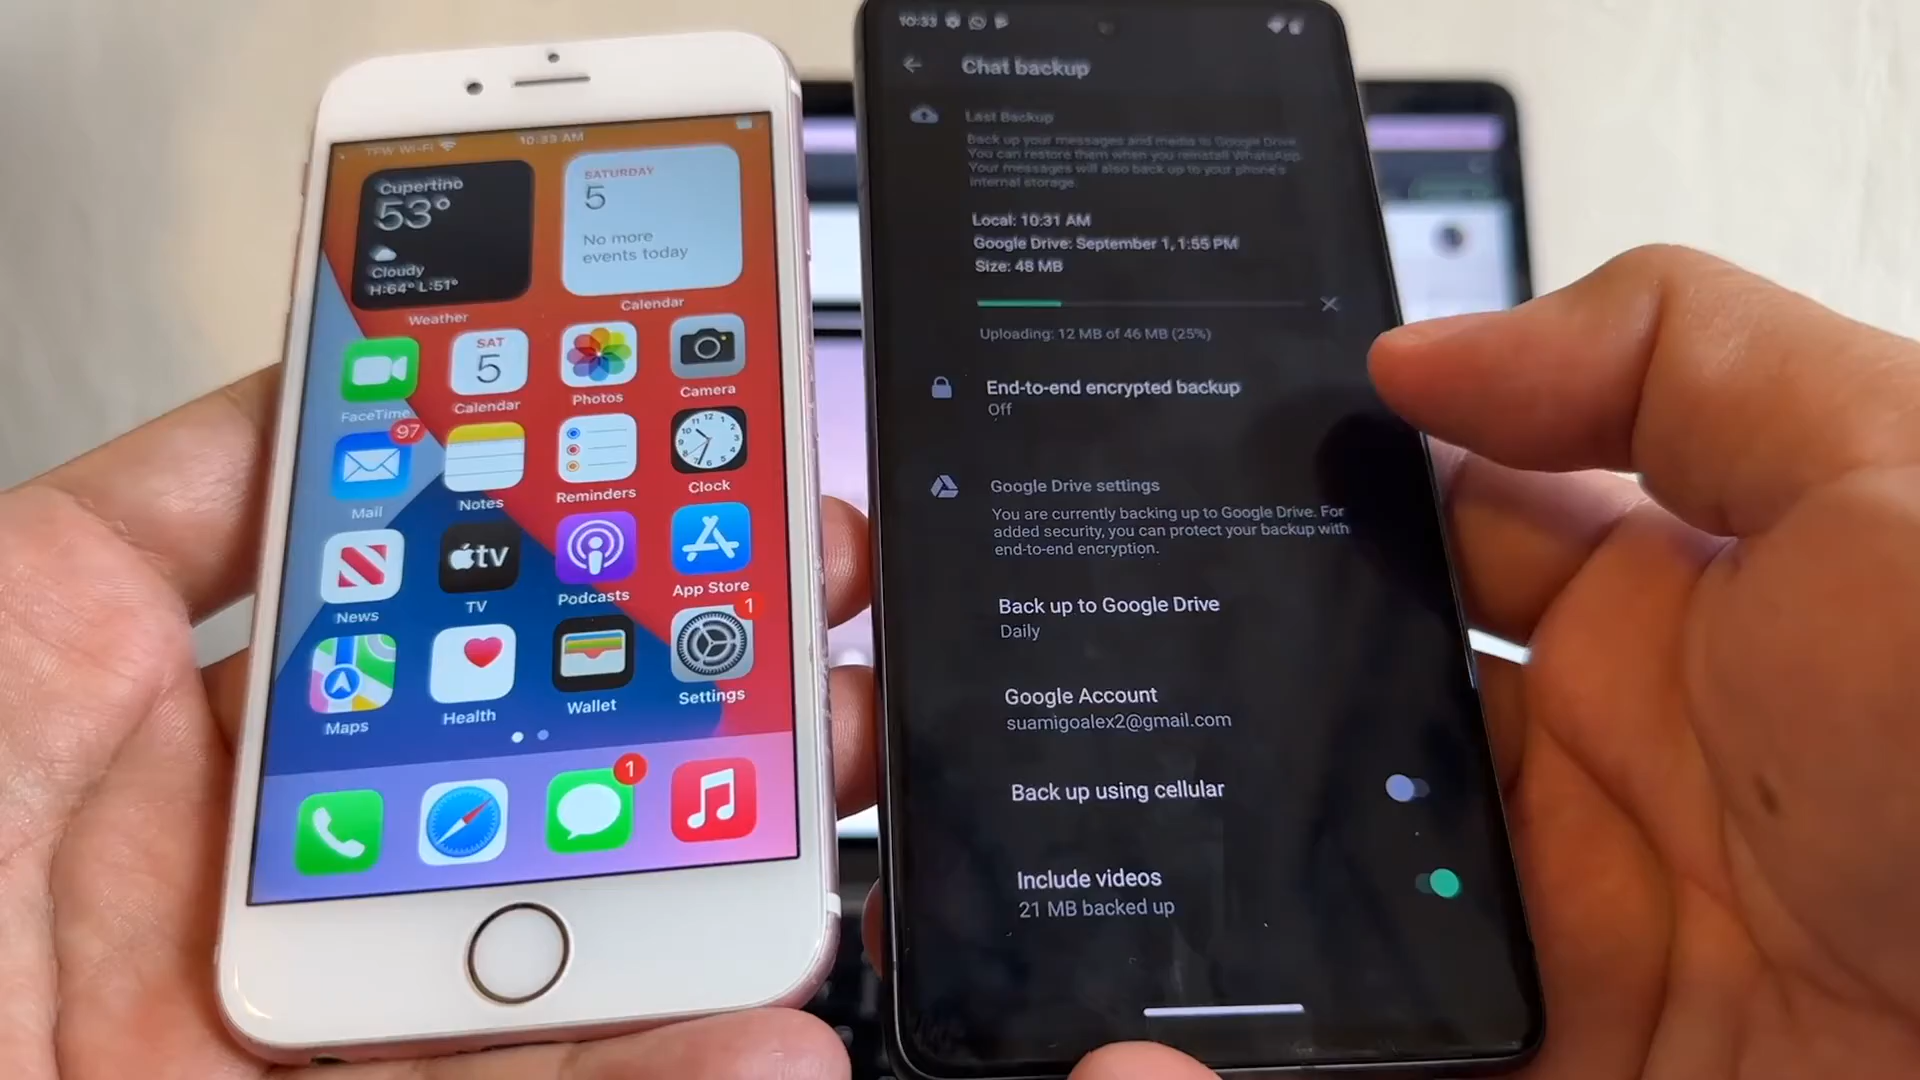 TFW Wi-Fi
10:33 AM
Cupertino
53°
Cloudy
H:64° L:51°
Weather
SATURDAY
5
No more
events today
Calendar
FaceTime
SAT
5
Calendar
Photos
Camera
97
Mail
Notes
Reminders
12
Clock
News
tv
TV
Podcasts
App Store
1
Maps
Health
Wallet
Settings
1
10:33
Chat backup
Last Backup
Back up your messages and media to Google Drive.
You can restore them when you reinstall WhatsApp.
Your messages will also back up to your phone's
internal storage.
Local: 10:31 AM
Google Drive: September 1, 1:55 PM
Size: 48 MB
Uploading: 12 MB of 46 MB (25%)
End-to-end encrypted backup
Off
Google Drive settings
You are currently backing up to Google Drive. For
added security, you can protect your backup with
end-to-end encryption.
Back up to Google Drive
Daily
Google Account
suamigoalex2@gmail.com
Back up using cellular
Include videos
21 MB backed up